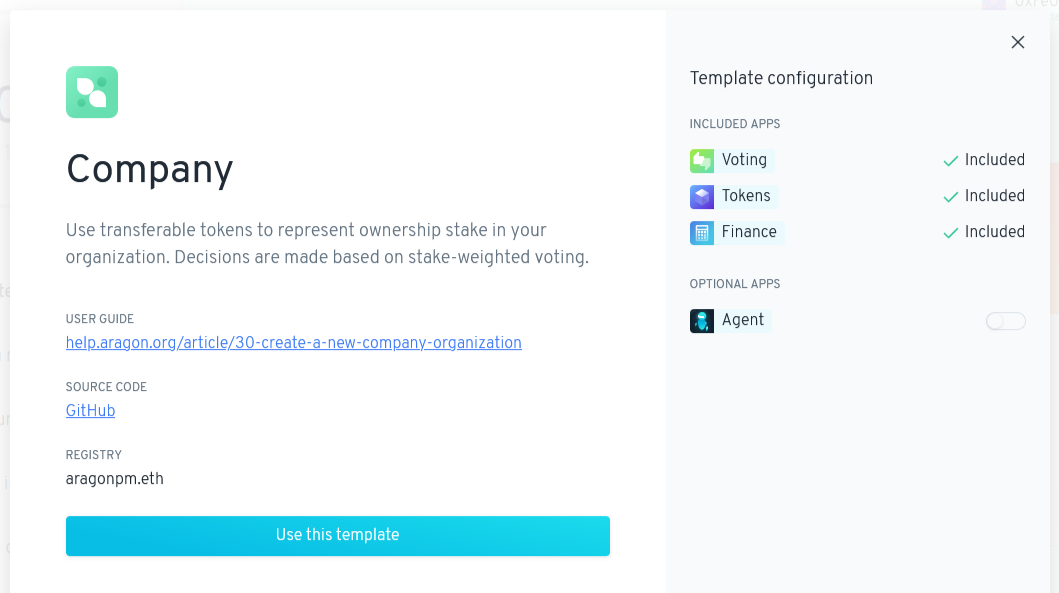 Company
Use transferable tokens to represent ownership stake in your
organization. Decisions are made based on stake-weighted voting.
USER GUIDE
help.aragon.org/article/30-create-a-new-company-organization
SOURCE CODE
GitHub
REGISTRY
aragonpm.eth
Use this template
Template configuration
INCLUDED APPS
Voting Included
Tokens Included
Finance Included
OPTIONAL APPS
Agent